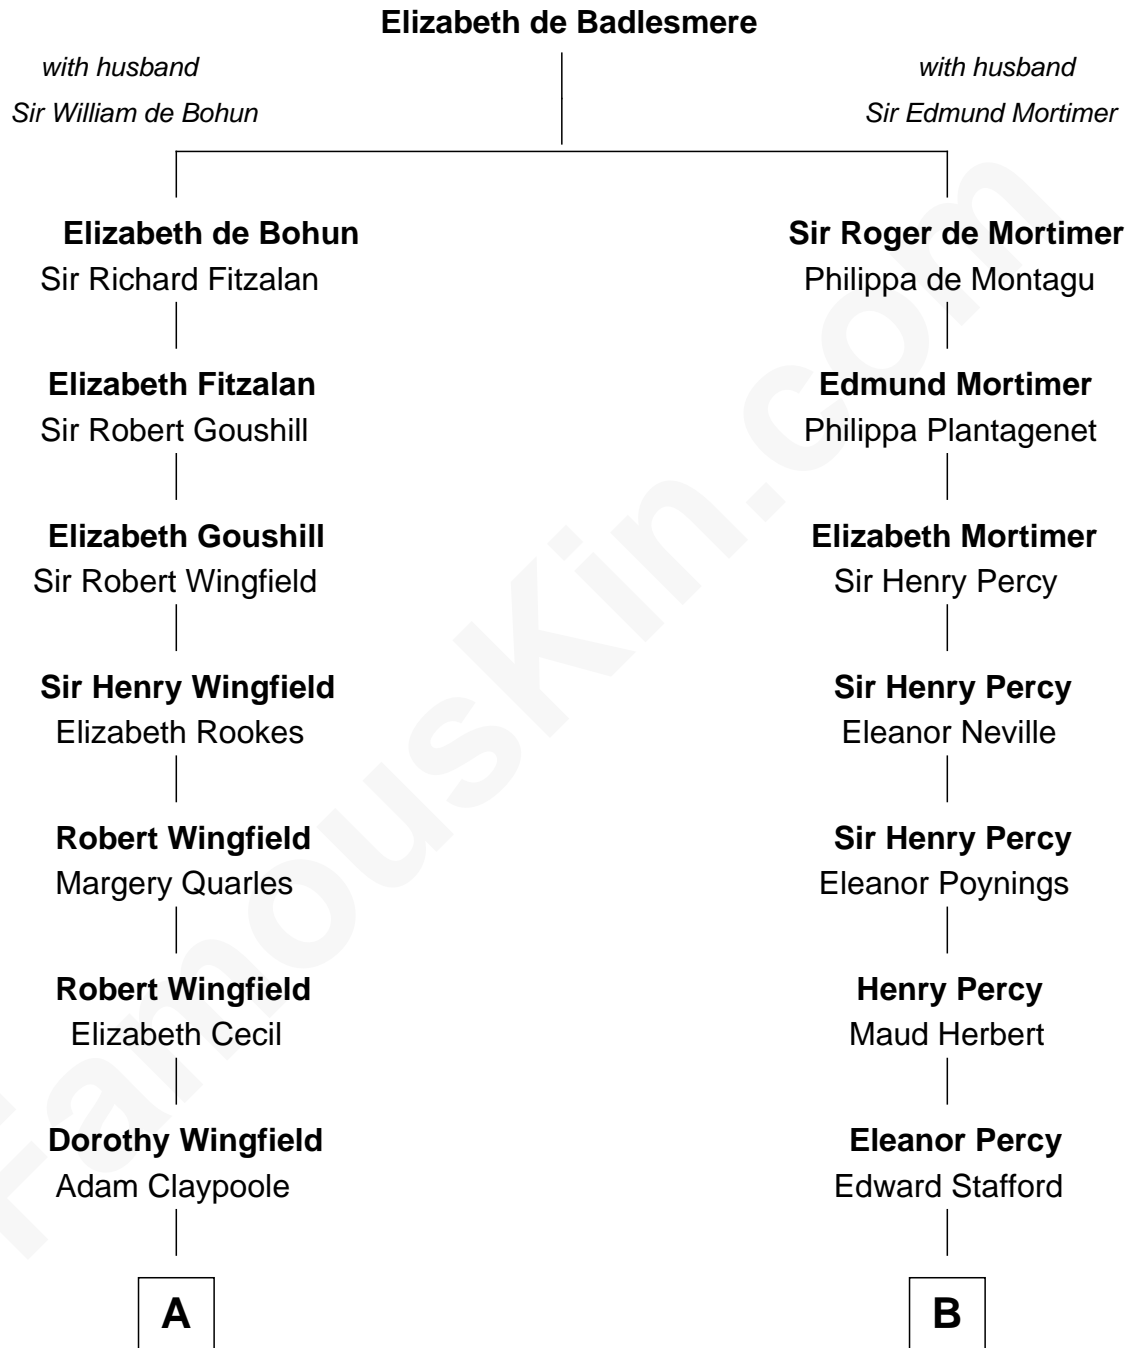 Elizabeth de Badlesmere
with husband
Sir William de Bohun
with husband
Sir Edmund Mortimer
Elizabeth de Bohun
Sir Richard Fitzalan
Sir Roger de Mortimer
Philippa de Montagu
Elizabeth Fitzalan
Sir Robert Goushill
Edmund Mortimer
Philippa Plantagenet
Elizabeth Goushill
Sir Robert Wingfield
Elizabeth Mortimer
Sir Henry Percy
Sir Henry Wingfield
Elizabeth Rookes
Sir Henry Percy
Eleanor Neville
Robert Wingfield
Margery Quarles
Sir Henry Percy
Eleanor Poynings
Robert Wingfield
Elizabeth Cecil
Henry Percy
Maud Herbert
Dorothy Wingfield
Adam Claypoole
Eleanor Percy
Edward Stafford
A
B
FamousKin.com